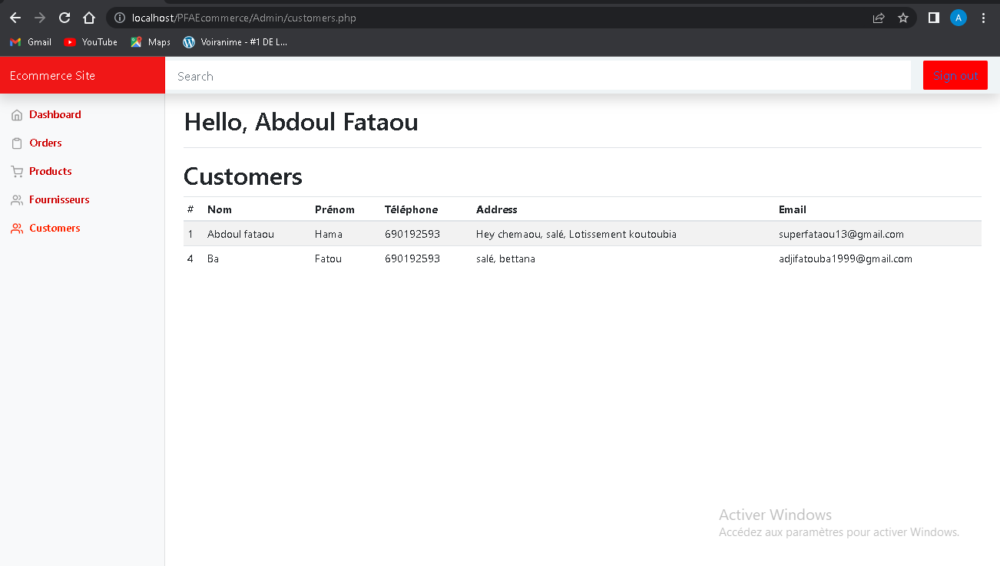 localhost/PFAEcommerce/Admin/customers.php
A
Gmail YouTube Maps Voiranime - #1 DE L...
Ecommerce Site Search Sign out
Dashboard
Orders
Products
Fournisseurs
Customers
Hello, Abdoul Fataou
Customers
# Nom Prénom Téléphone Address Email
1 Abdoul fataou Hama 690192593 Hey chemaou, salé, Lotissement koutoubia superfataou13@gmail.com
4 Ba Fatou 690192593 salé, bettana adjifatouba1999@gmail.com
Activer Windows
Accédez aux paramètres pour activer Windows.